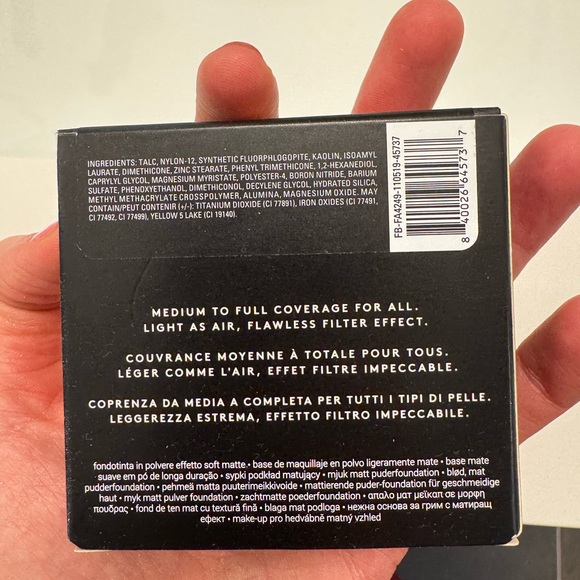 INGREDIENTS: TALC, NYLON-12, SYNTHETIC FLUORPHLOGOPITE, KAOLIN, ISOAMYL
LAURATE, DIMETHICONE, ZINC STEARATE, PHENYL TRIMETHICONE, 1,2-HEXANEDIOL,
CAPRYLYL GLYCOL, MAGNESIUM MYRISTATE, POLYESTER-4, BORON NITRIDE, BARIUM
SULFATE, PHENOXYETHANOL, DIMETHICONOL, DECYLENE GLYCOL, HYDRATED SILICA,
METHYL METHACRYLATE CROSSPOLYMER, ALUMINA, MAGNESIUM OXIDE. MAY
CONTAIN/PEUT CONTENIR (+/-): TITANIUM DIOXIDE (CI 77891), IRON OXIDES (CI 77491,
CI 77492, CI 77499), YELLOW 5 LAKE (CI 19140).
FB-FA4249-110519-45737
8 40026 64573 7
MEDIUM TO FULL COVERAGE FOR ALL.
LIGHT AS AIR, FLAWLESS FILTER EFFECT.
COUVRANCE MOYENNE À TOTALE POUR TOUS.
LÉGER COMME L'AIR, EFFET FILTRE IMPECCABLE.
COPRENZA DA MEDIA A COMPLETA PER TUTTI I TIPI DI PELLE.
LEGGEREZZA ESTREMA, EFFETTO FILTRO IMPECCABILE.
fondotinta in polvere effetto soft matte • base de maquillaje en polvo ligeramente mate • base mate
suave em pó de longa duração • sypki podkład matujący • mjuk matt puderfoundation • blød, mat
pudderfoundation • pehmeä matta puuterimeikkivoide • mattierende puder-foundation für geschmeidige
haut • myk matt pulver foundation • zachtmatte poederfoundation • απαλο ματ μεϊκαπ σε μορφη
πουδρας • fond de ten mat cu textură fină • blaga mat podloga • нежна основа за грим с матиращ
ефект • make-up pro hedvábně matný vzhled